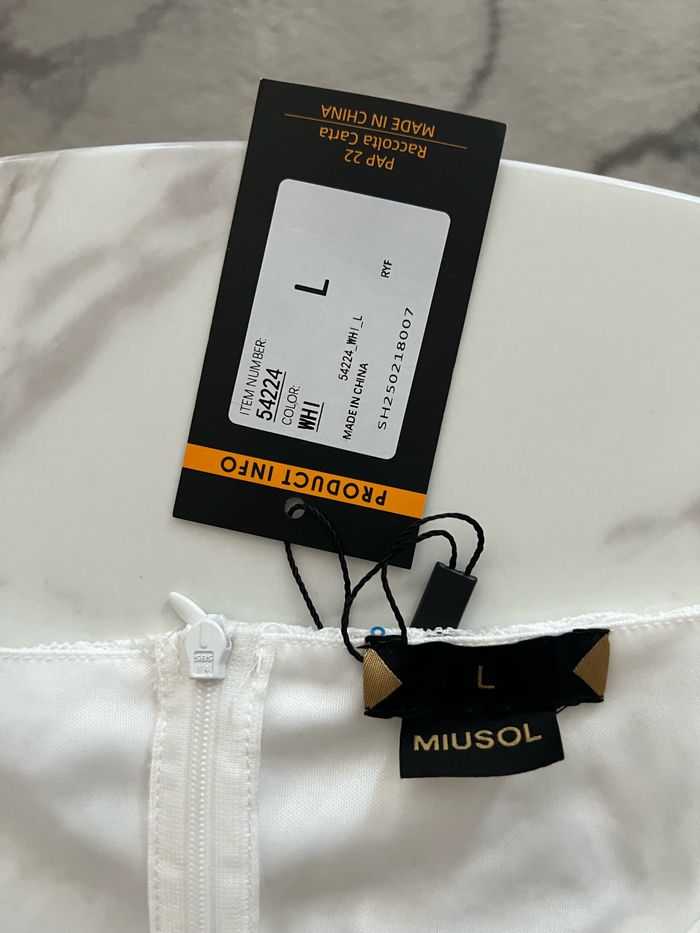 PRODUCT INFO
ITEM NUMBER:
54224
COLOR:
WHI
L
54224_WHI_L
MADE IN CHINA
RYF
SH250218007
PAP 22
Raccolta Carta
MADE IN CHINA
SBS
L
MIUSOL